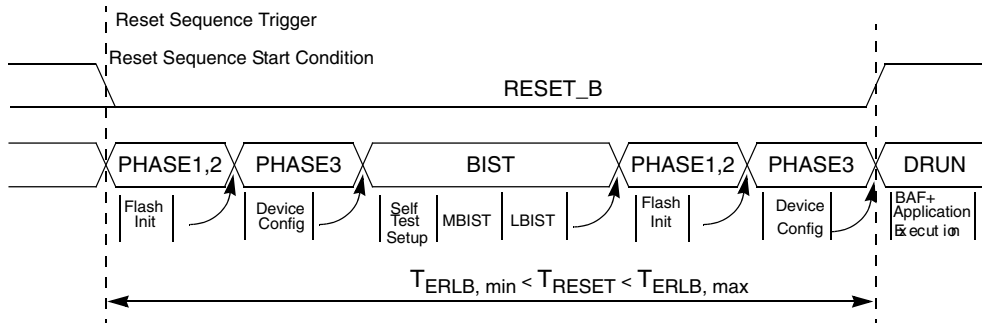 Reset Sequence Trigger
Reset Sequence Start Condition
RESET_B
PHASE1,2 PHASE3 BIST PHASE1,2 PHASE3 DRUN
Flash Init
Device Config
Self Test Setup
MBIST
LBIST
Flash Init
Device Config
BAF+ Application Execution
TERLB, min < TRESET < TERLB, max